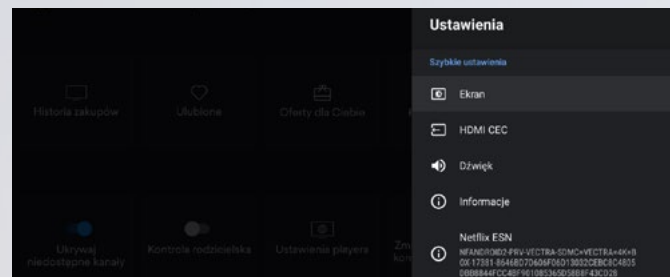 Ustawienia
Szybkie ustawienia
Ekran
HDMI CEC
Dźwięk
Informacje
Netflix ESN
Historia zakupów
Ulubione
Oferty dla Ciebie
Ukrywaj
niedostępne kanały
Kontrola rodzicielska
Ustawienia playera